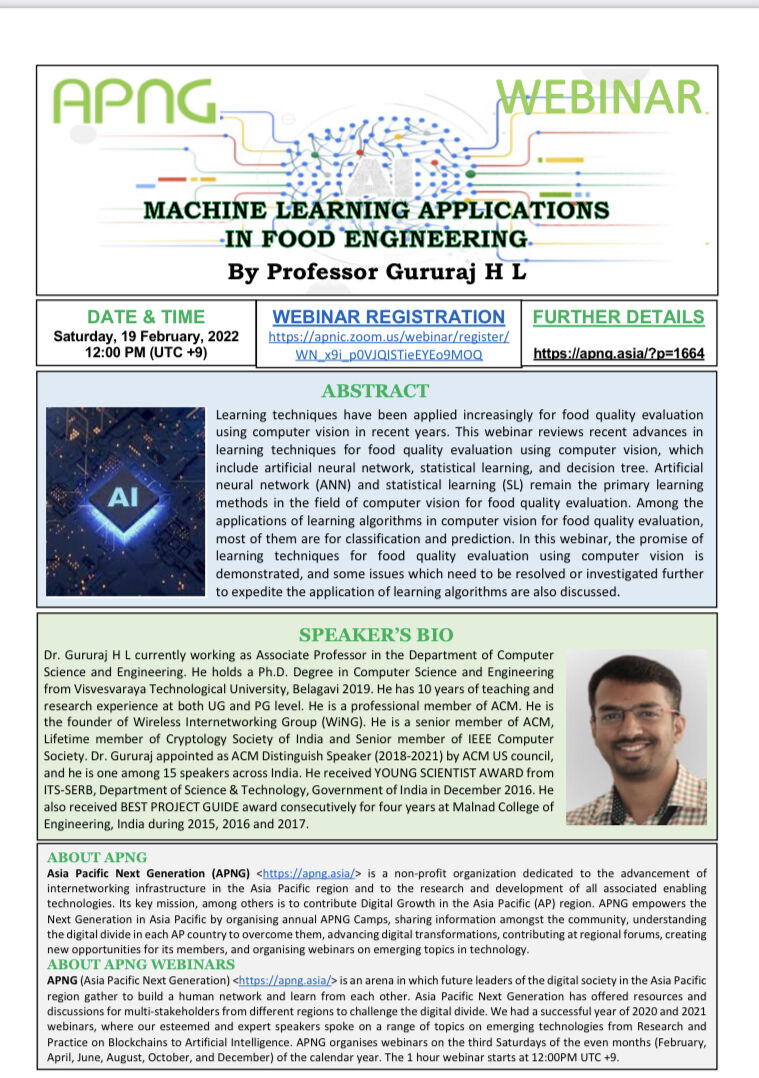 APNG
WEBINAR
AI
MACHINE LEARNING APPLICATIONS
IN FOOD ENGINEERING
By Professor Gururaj H L
DATE & TIME
Saturday, 19 February, 2022
12:00 PM (UTC +9)
WEBINAR REGISTRATION
https://apnic.zoom.us/webinar/register/
WN_x9i_p0VJQISTieEYEo9MOQ
FURTHER DETAILS
https://apng.asia/?p=1664
ABSTRACT
AI
Learning techniques have been applied increasingly for food quality evaluation
using computer vision in recent years. This webinar reviews recent advances in
learning techniques for food quality evaluation using computer vision, which
include artificial neural network, statistical learning, and decision tree. Artificial
neural network (ANN) and statistical learning (SL) remain the primary learning
methods in the field of computer vision for food quality evaluation. Among the
applications of learning algorithms in computer vision for food quality evaluation,
most of them are for classification and prediction. In this webinar, the promise of
learning techniques for food quality evaluation using computer vision is
demonstrated, and some issues which need to be resolved or investigated further
to expedite the application of learning algorithms are also discussed.
SPEAKER'S BIO
Dr. Gururaj H L currently working as Associate Professor in the Department of Computer
Science and Engineering. He holds a Ph.D. Degree in Computer Science and Engineering
from Visvesvaraya Technological University, Belagavi 2019. He has 10 years of teaching and
research experience at both UG and PG level. He is a professional member of ACM. He is
the founder of Wireless Internetworking Group (WiNG). He is a senior member of ACM,
Lifetime member of Cryptology Society of India and Senior member of IEEE Computer
Society. Dr. Gururaj appointed as ACM Distinguish Speaker (2018-2021) by ACM US council,
and he is one among 15 speakers across India. He received YOUNG SCIENTIST AWARD from
ITS-SERB, Department of Science & Technology, Government of India in December 2016. He
also received BEST PROJECT GUIDE award consecutively for four years at Malnad College of
Engineering, India during 2015, 2016 and 2017.
ABOUT APNG
Asia Pacific Next Generation (APNG) <https://apng.asia/> is a non-profit organization dedicated to the advancement of
internetworking infrastructure in the Asia Pacific region and to the research and development of all associated enabling
technologies. Its key mission, among others is to contribute Digital Growth in the Asia Pacific (AP) region. APNG empowers the
Next Generation in Asia Pacific by organising annual APNG Camps, sharing information amongst the community, understanding
the digital divide in each AP country to overcome them, advancing digital transformations, contributing at regional forums, creating
new opportunities for its members, and organising webinars on emerging topics in technology.
ABOUT APNG WEBINARS
APNG (Asia Pacific Next Generation) <https://apng.asia/> is an arena in which future leaders of the digital society in the Asia Pacific
region gather to build a human network and learn from each other. Asia Pacific Next Generation has offered resources and
discussions for multi-stakeholders from different regions to challenge the digital divide. We had a successful year of 2020 and 2021
webinars, where our esteemed and expert speakers spoke on a range of topics on emerging technologies from Research and
Practice on Blockchains to Artificial Intelligence. APNG organises webinars on the third Saturdays of the even months (February,
April, June, August, October, and December) of the calendar year. The 1 hour webinar starts at 12:00PM UTC +9.